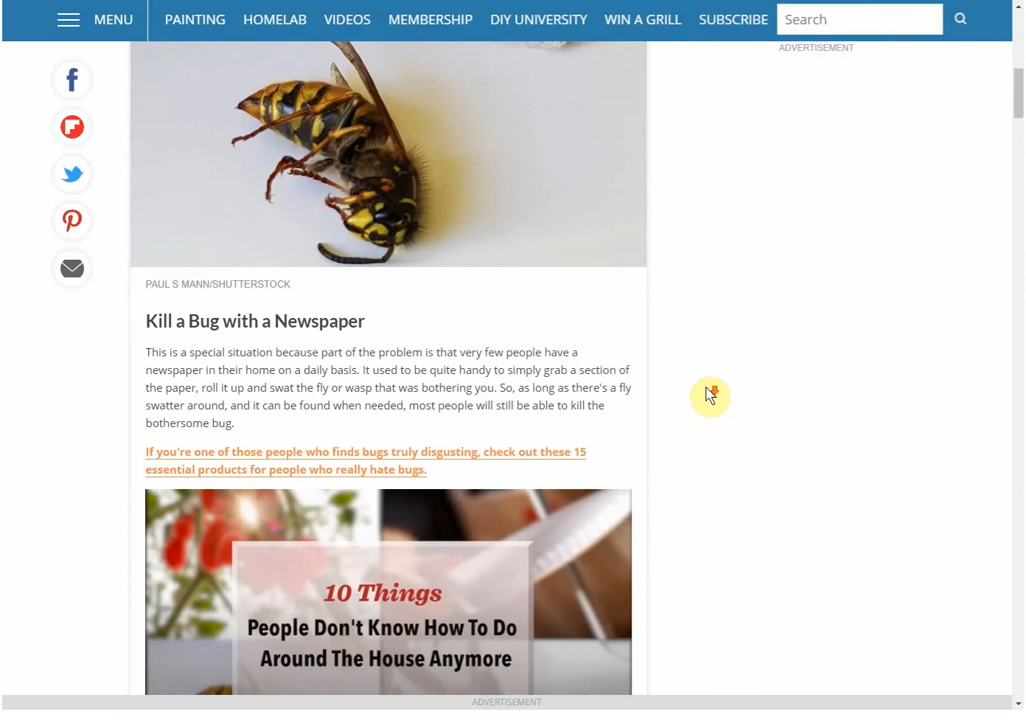 MENU
PAINTING HOMELAB VIDEOS MEMBERSHIP DIY UNIVERSITY WIN A GRILL SUBSCRIBE Search
ADVERTISEMENT
PAUL S MANN/SHUTTERSTOCK
Kill a Bug with a Newspaper
This is a special situation because part of the problem is that very few people have a
newspaper in their home on a daily basis. It used to be quite handy to simply grab a section of
the paper, roll it up and swat the fly or wasp that was bothering you. So, as long as there's a fly
swatter around, and it can be found when needed, most people will still be able to kill the
bothersome bug.
If you're one of those people who finds bugs truly disgusting, check out these 15
essential products for people who really hate bugs.
10 Things
People Don't Know How To Do
Around The House Anymore
ADVERTISEMENT